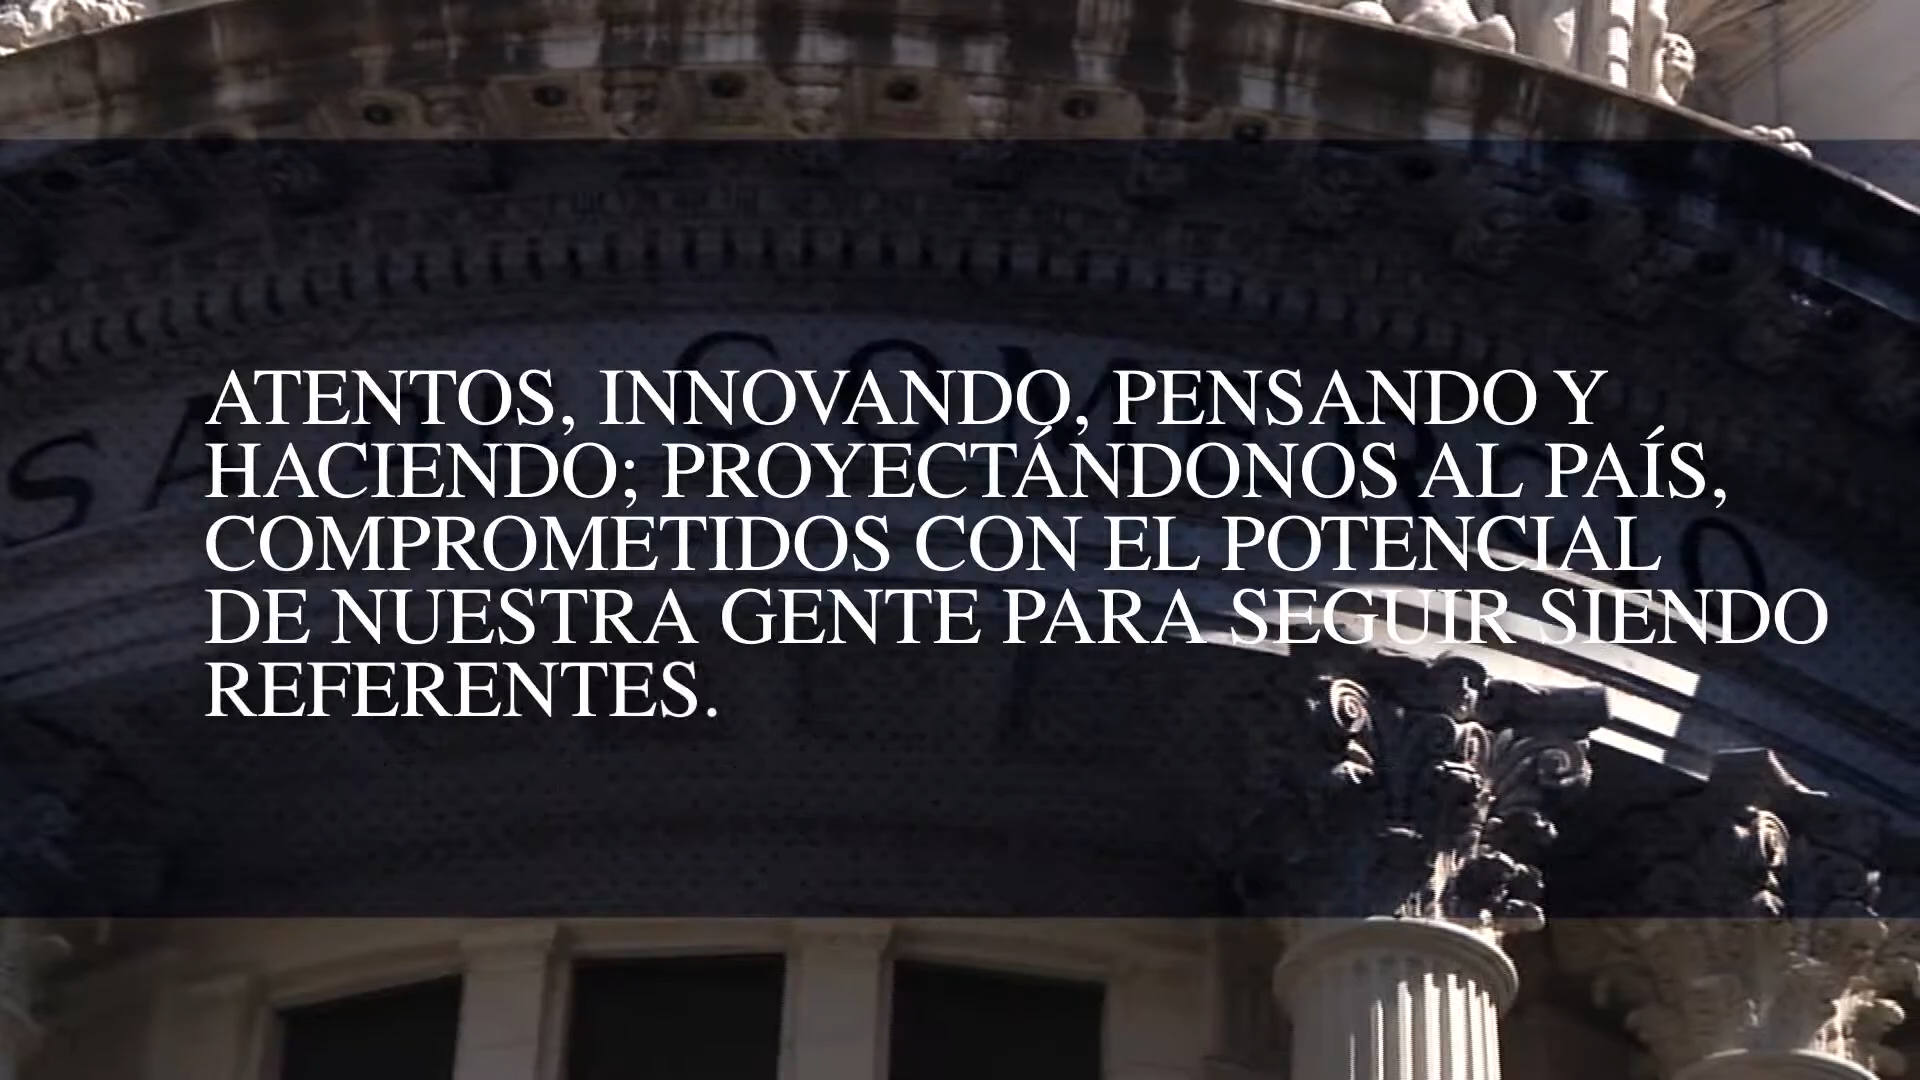 ATENTOS, INNOVANDO, PENSANDO Y
HACIENDO; PROYECTÁNDONOS AL PAÍS,
COMPROMETIDOS CON EL POTENCIAL
DE NUESTRA GENTE PARA SEGUIR SIENDO
REFERENTES.